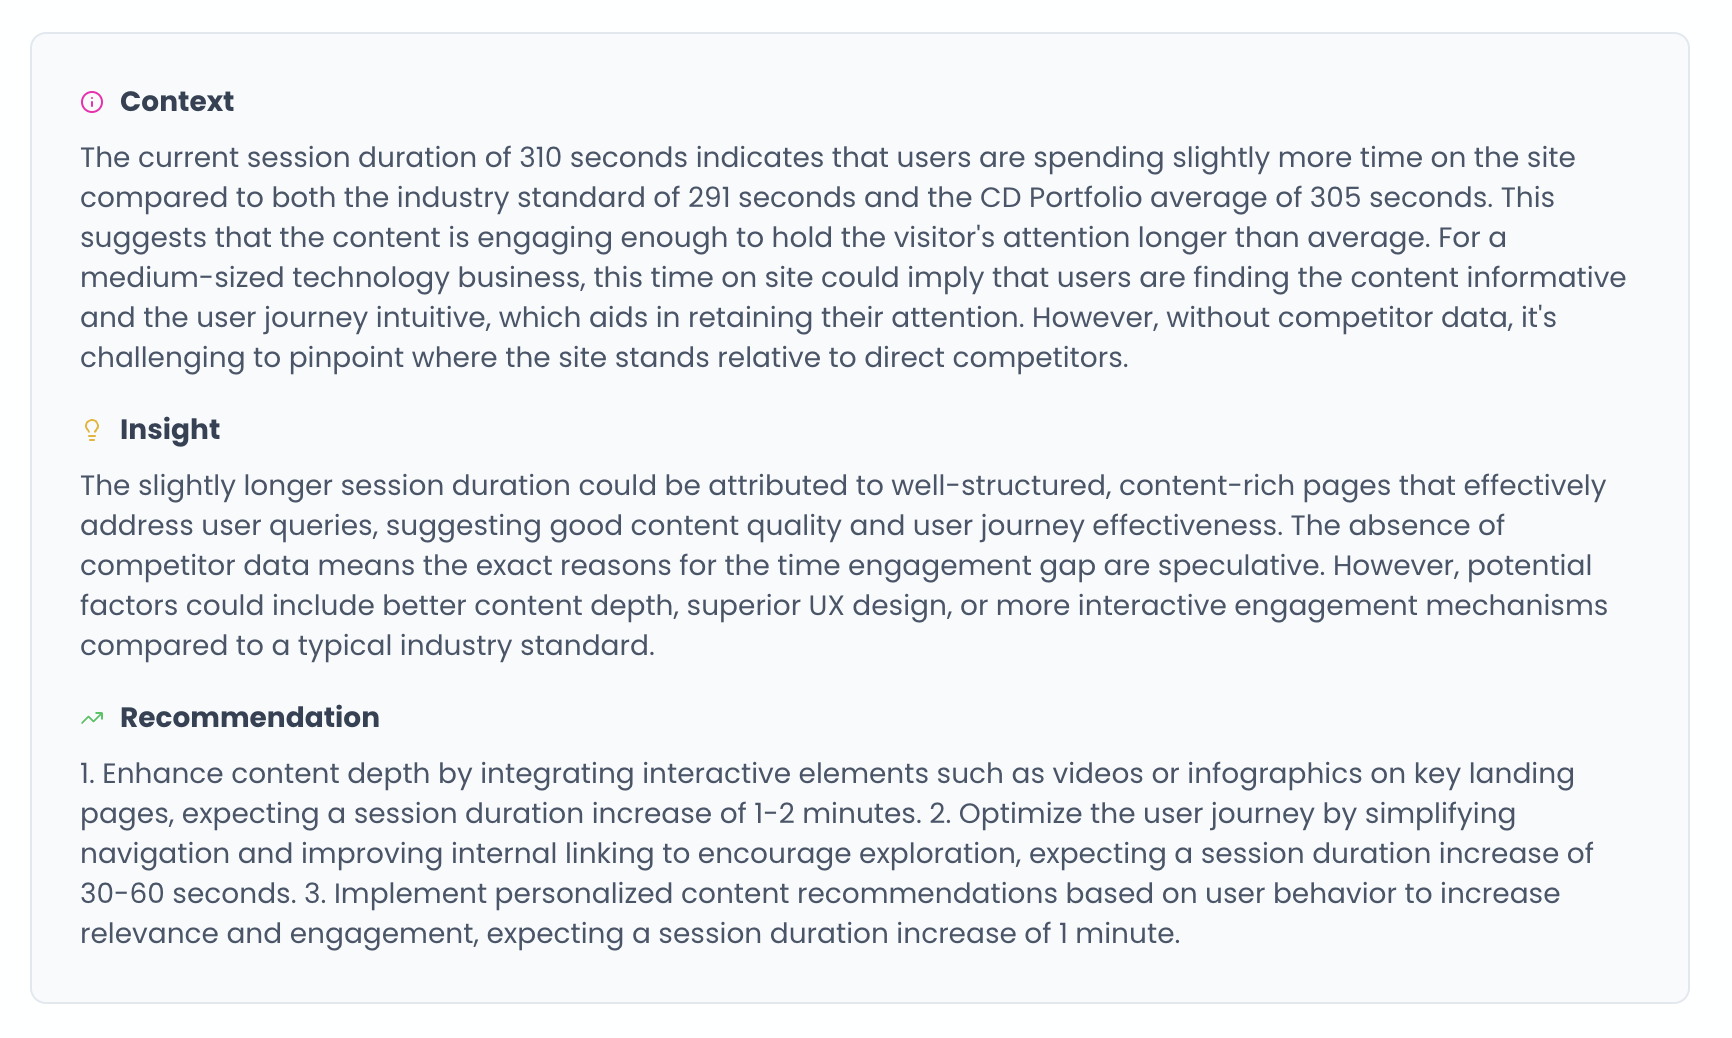 Context
The current session duration of 310 seconds indicates that users are spending slightly more time on the site
compared to both the industry standard of 291 seconds and the CD Portfolio average of 305 seconds. This
suggests that the content is engaging enough to hold the visitor's attention longer than average. For a
medium-sized technology business, this time on site could imply that users are finding the content informative
and the user journey intuitive, which aids in retaining their attention. However, without competitor data, it's
challenging to pinpoint where the site stands relative to direct competitors.
Insight
The slightly longer session duration could be attributed to well-structured, content-rich pages that effectively
address user queries, suggesting good content quality and user journey effectiveness. The absence of
competitor data means the exact reasons for the time engagement gap are speculative. However, potential
factors could include better content depth, superior UX design, or more interactive engagement mechanisms
compared to a typical industry standard.
Recommendation
1. Enhance content depth by integrating interactive elements such as videos or infographics on key landing
pages, expecting a session duration increase of 1-2 minutes. 2. Optimize the user journey by simplifying
navigation and improving internal linking to encourage exploration, expecting a session duration increase of
30-60 seconds. 3. Implement personalized content recommendations based on user behavior to increase
relevance and engagement, expecting a session duration increase of 1 minute.